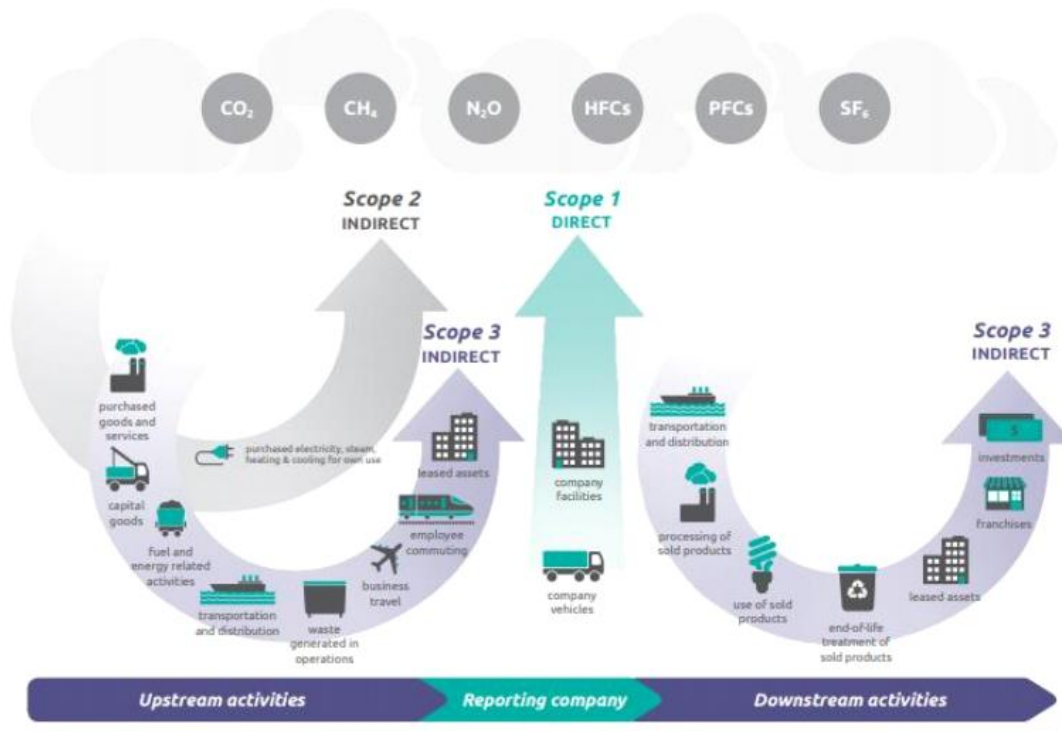 CO₂
CH₄
N₂O
HFCs
PFCs
SF₆
Scope 2
INDIRECT
Scope 1
DIRECT
Scope 3
INDIRECT
Scope 3
INDIRECT
purchased
goods and
services
capital
goods
fuel and
energy related
activities
transportation
and distribution
waste
generated in
operations
business
travel
employee
commuting
leased assets
purchased electricity, steam,
heating & cooling for own use
company
facilities
company
vehicles
transportation
and distribution
processing of
sold products
use of sold
products
end-of-life
treatment of
sold products
leased assets
franchises
$
investments
Upstream activities
Reporting company
Downstream activities